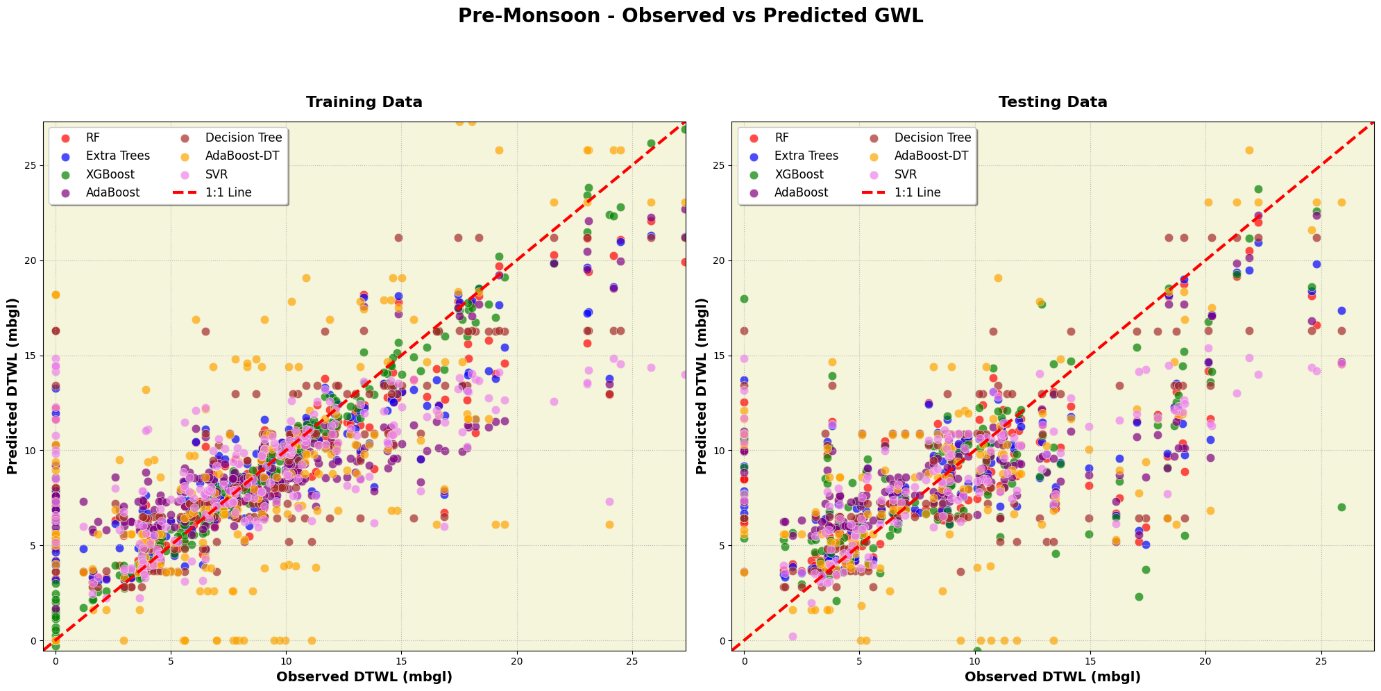 Pre-Monsoon - Observed vs Predicted GWL
Training Data
RF
Extra Trees
XGBoost
AdaBoost
Decision Tree
AdaBoost-DT
SVR
1:1 Line
Predicted DTWL (mbgl)
25
20
15
10
5
0
0 5 10 15 20 25
Observed DTWL (mbgl)
Testing Data
RF
Extra Trees
XGBoost
AdaBoost
Decision Tree
AdaBoost-DT
SVR
1:1 Line
Predicted DTWL (mbgl)
25
20
15
10
5
0
0 5 10 15 20 25
Observed DTWL (mbgl)